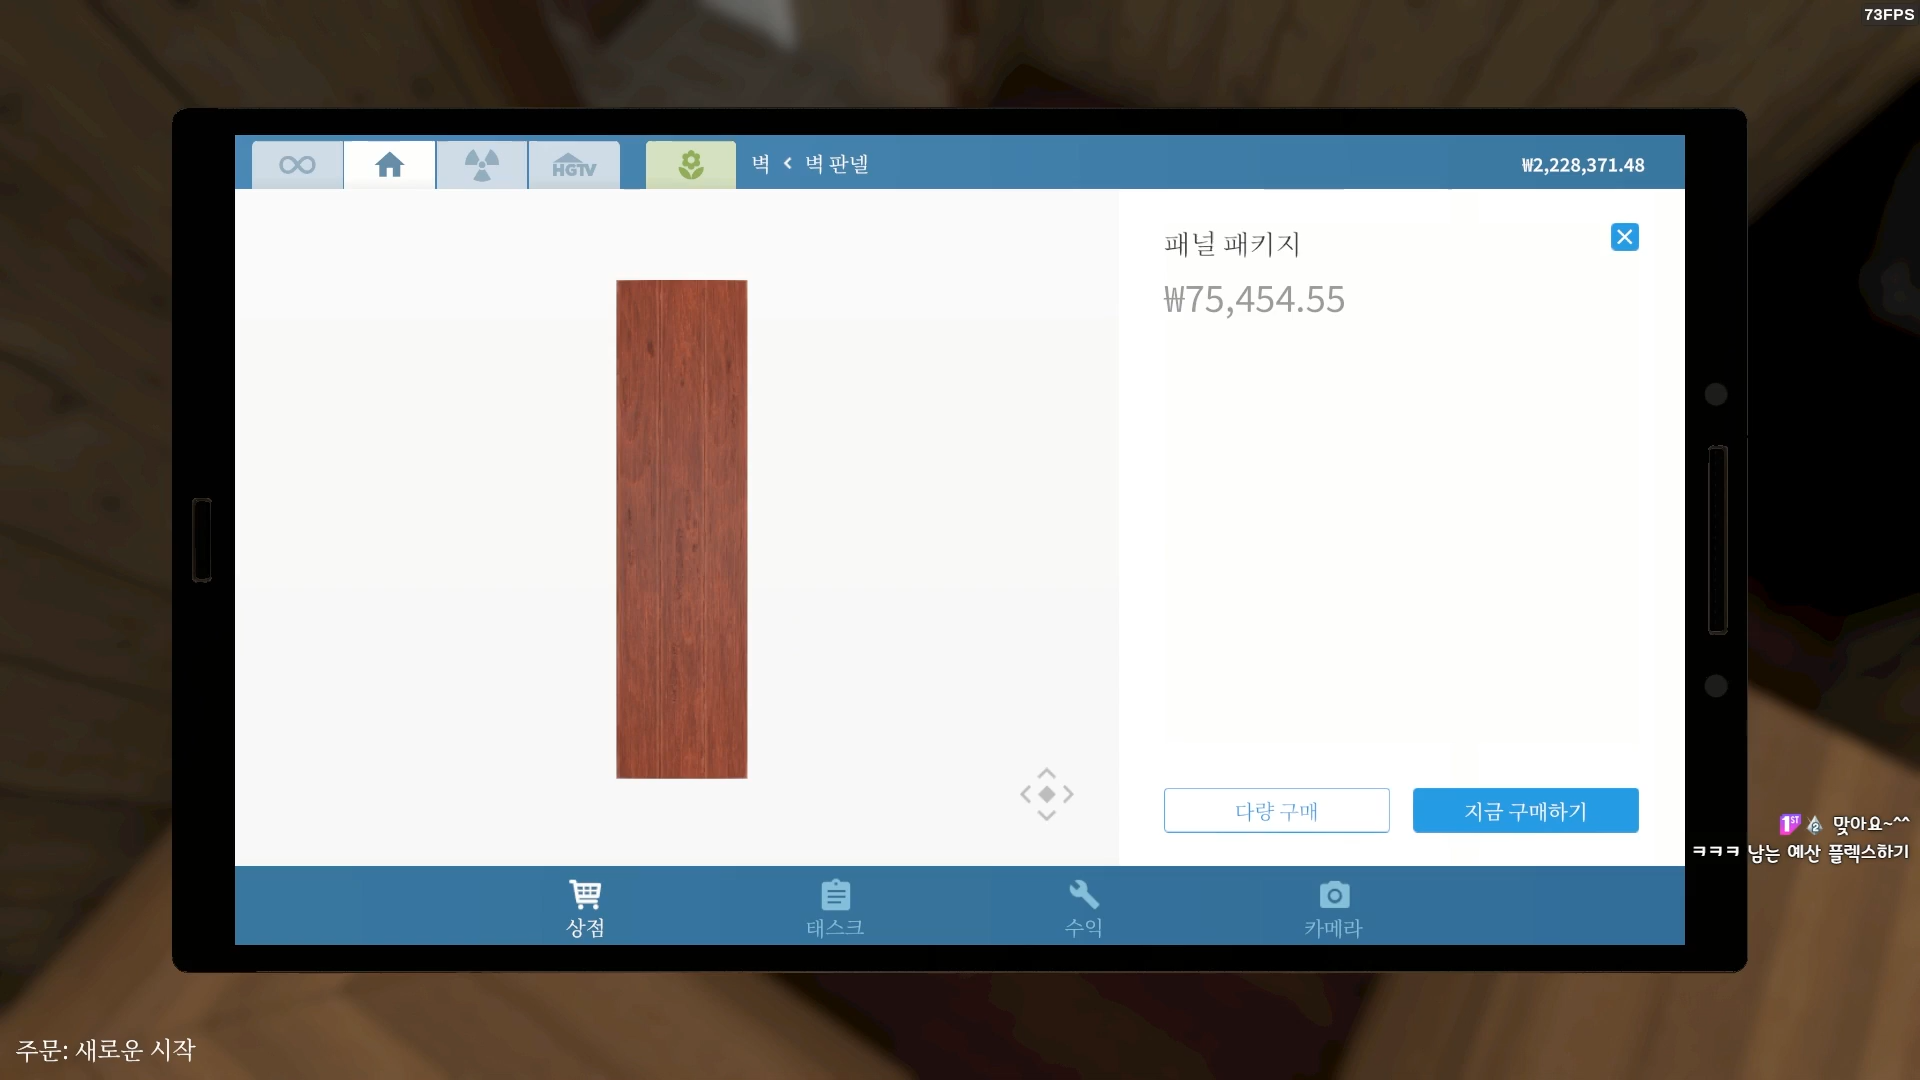 73FPS
HGTV
벽 < 벽 판넬
₩2,228,371.48
패널 패키지
₩75,454.55
다량 구매
지금 구매하기
1ST 2 맞아요~^^
ㅋㅋㅋ 남는 예산 플렉스하기
상점
태스크
수익
카메라
주문: 새로운 시작